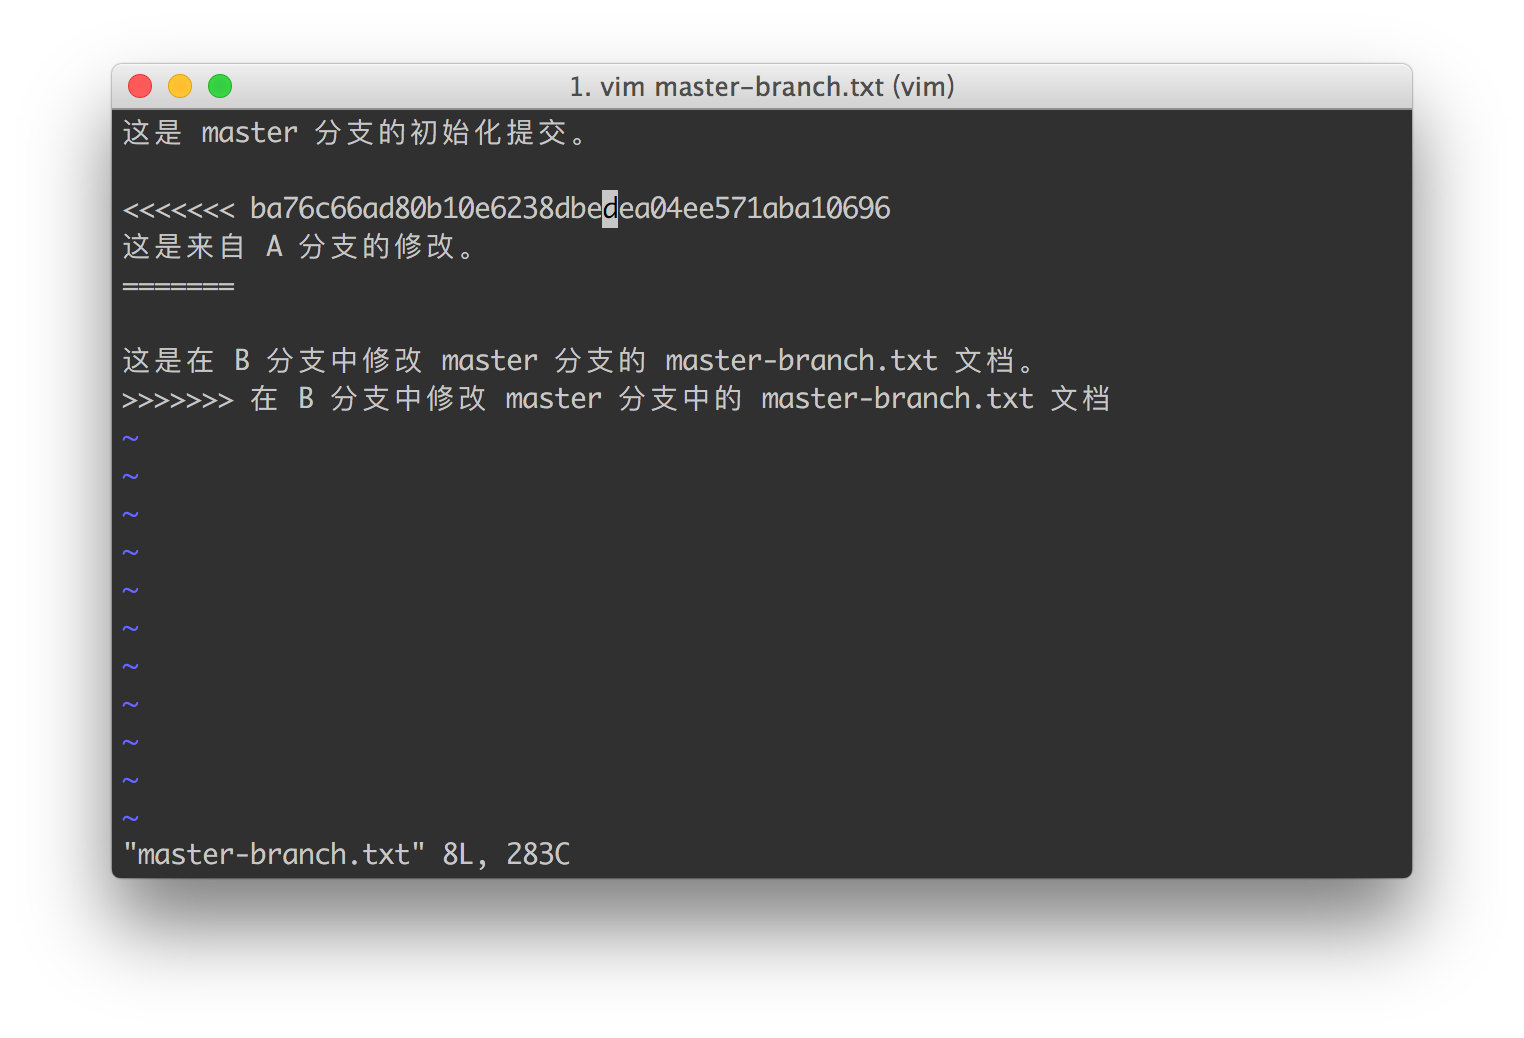 1. vim master-branch.txt (vim)
这是 master 分支的初始化提交。
<<<<<<< ba76c66ad80b10e6238dbedea04ee571aba10696
这是来自 A 分支的修改。
=======
这是在 B 分支中修改 master 分支的 master-branch.txt 文档。
>>>>>>> 在 B 分支中修改 master 分支中的 master-branch.txt 文档
~
~
~
~
~
~
~
~
~
~
~
"master-branch.txt" 8L, 283C